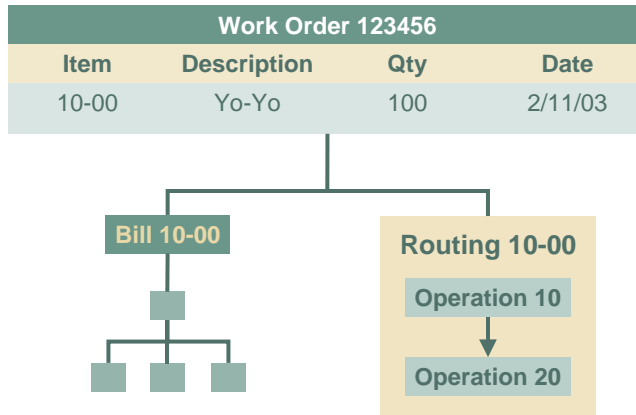 Work Order 123456
Item Description Qty Date
10-00 Yo-Yo 100 2/11/03
Bill 10-00
Routing 10-00
Operation 10
Operation 20